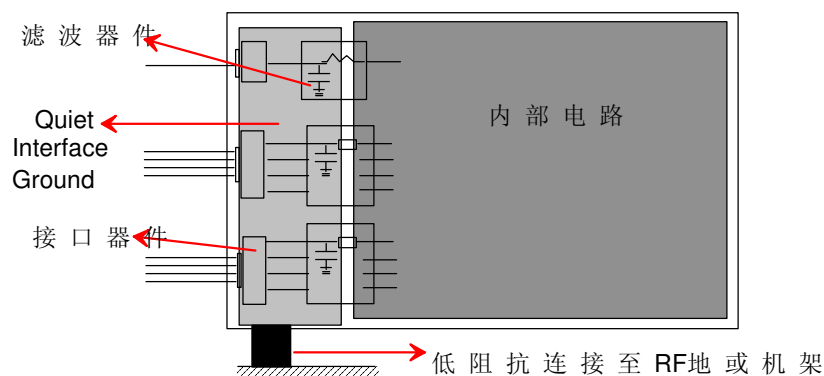 滤波器件
Quiet
Interface
Ground
接口器件
内部电路
低阻抗连接至RF地或机架